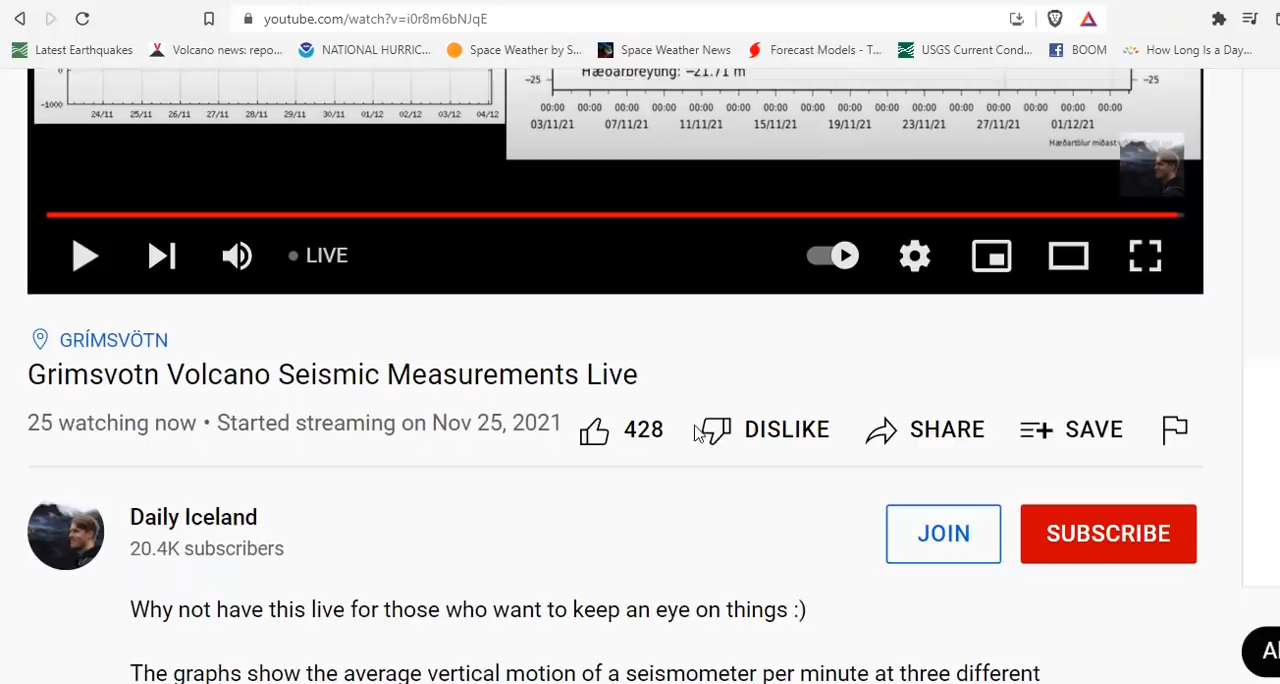 youtube.com/watch?v=i0r8m6bNJqE
Latest Earthquakes Volcano news: repo... NATIONAL HURRIC... Space Weather by S... Space Weather News Forecast Models - T... USGS Current Cond... BOOM How Long Is a Day...
0
-1000
24/11 25/11 26/11 27/11 28/11 29/11 30/11 01/12 02/12 03/12 04/12
Hæðarbreyting: −21.71 m
−25 −25
00:00 00:00 00:00 00:00 00:00 00:00 00:00 00:00 00:00 00:00 00:00 00:00 00:00 00:00 00:00 00:00
03/11/21 07/11/21 11/11/21 15/11/21 19/11/21 23/11/21 27/11/21 01/12/21
Hæðartölur miðast
LIVE
GRÍMSVÖTN
Grimsvotn Volcano Seismic Measurements Live
25 watching now • Started streaming on Nov 25, 2021 428 DISLIKE SHARE SAVE
Daily Iceland
20.4K subscribers
JOIN SUBSCRIBE
Why not have this live for those who want to keep an eye on things :)
The graphs show the average vertical motion of a seismometer per minute at three different